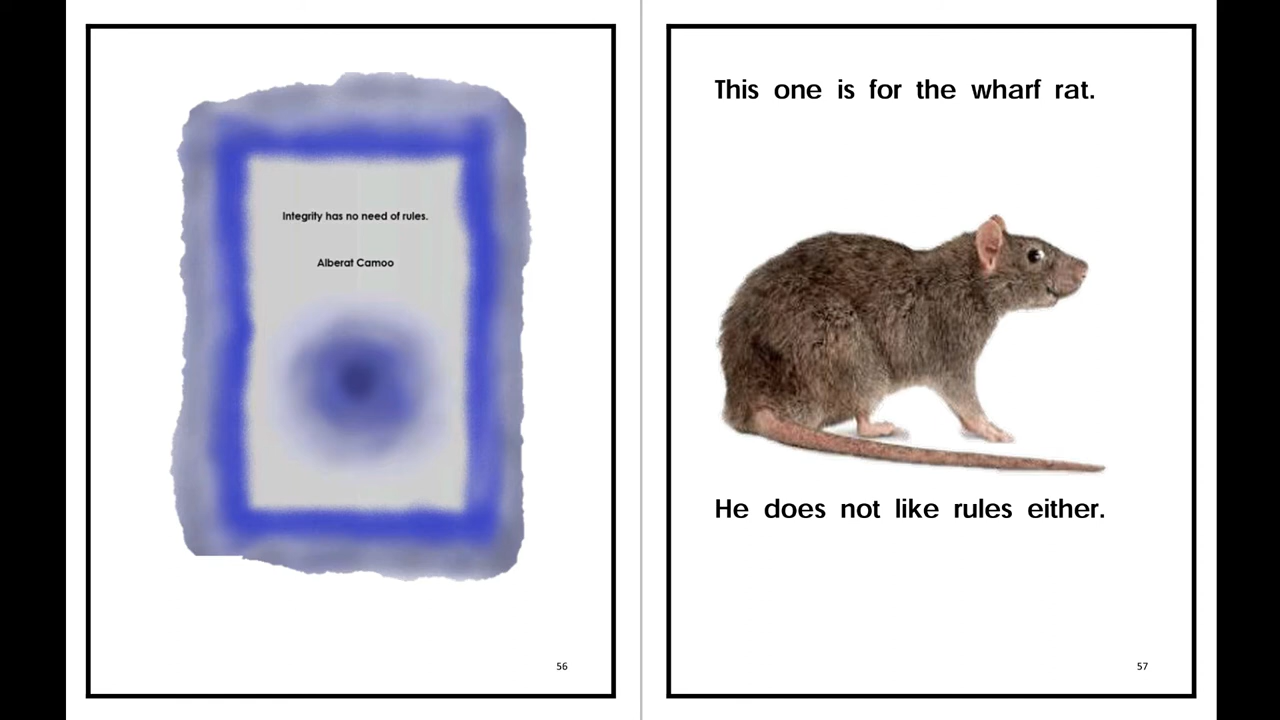 Integrity has no need of rules.
Alberat Camoo
56
This one is for the wharf rat.
He does not like rules either.
57